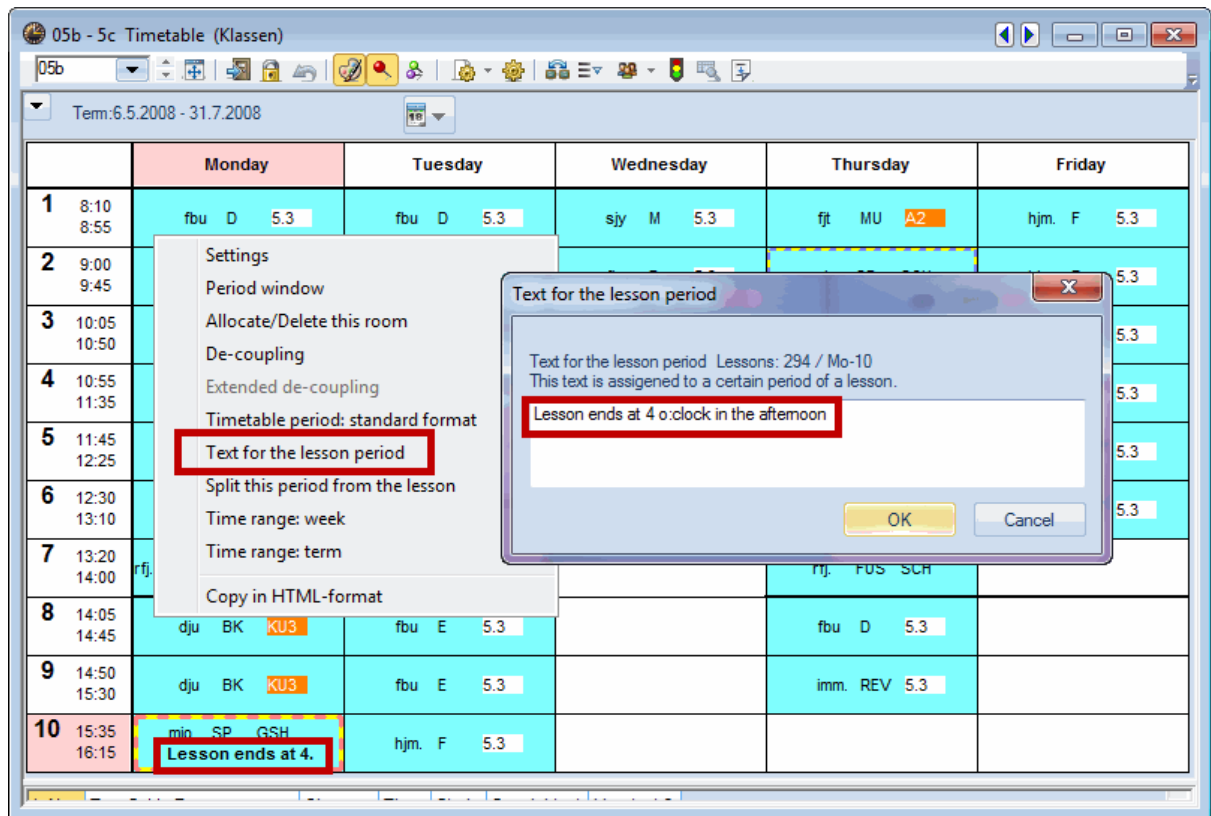 05b - 5c Timetable (Klassen)
05b
Term:6.5.2008 - 31.7.2008
Monday Tuesday Wednesday Thursday Friday
1 8:10 8:55 fbu D 5.3 fbu D 5.3 sjy M 5.3 fjt MU A2 hjm. F 5.3
2 9:00 9:45 5.3
3 10:05 10:50 5.3
4 10:55 11:35 5.3
5 11:45 12:25 5.3
6 12:30 13:10 5.3
7 13:20 14:00 rfj. rfj. FUS SCH
8 14:05 14:45 dju BK KU3 fbu E 5.3 fbu D 5.3
9 14:50 15:30 dju BK KU3 fbu E 5.3 imm. REV 5.3
10 15:35 16:15 mio SP GSH hjm. F 5.3
Lesson ends at 4.
Settings
Period window
Allocate/Delete this room
De-coupling
Extended de-coupling
Timetable period: standard format
Text for the lesson period
Split this period from the lesson
Time range: week
Time range: term
Copy in HTML-format
Text for the lesson period
Text for the lesson period Lessons: 294 / Mo-10
This text is assigened to a certain period of a lesson.
Lesson ends at 4 o:clock in the afternoon
OK Cancel